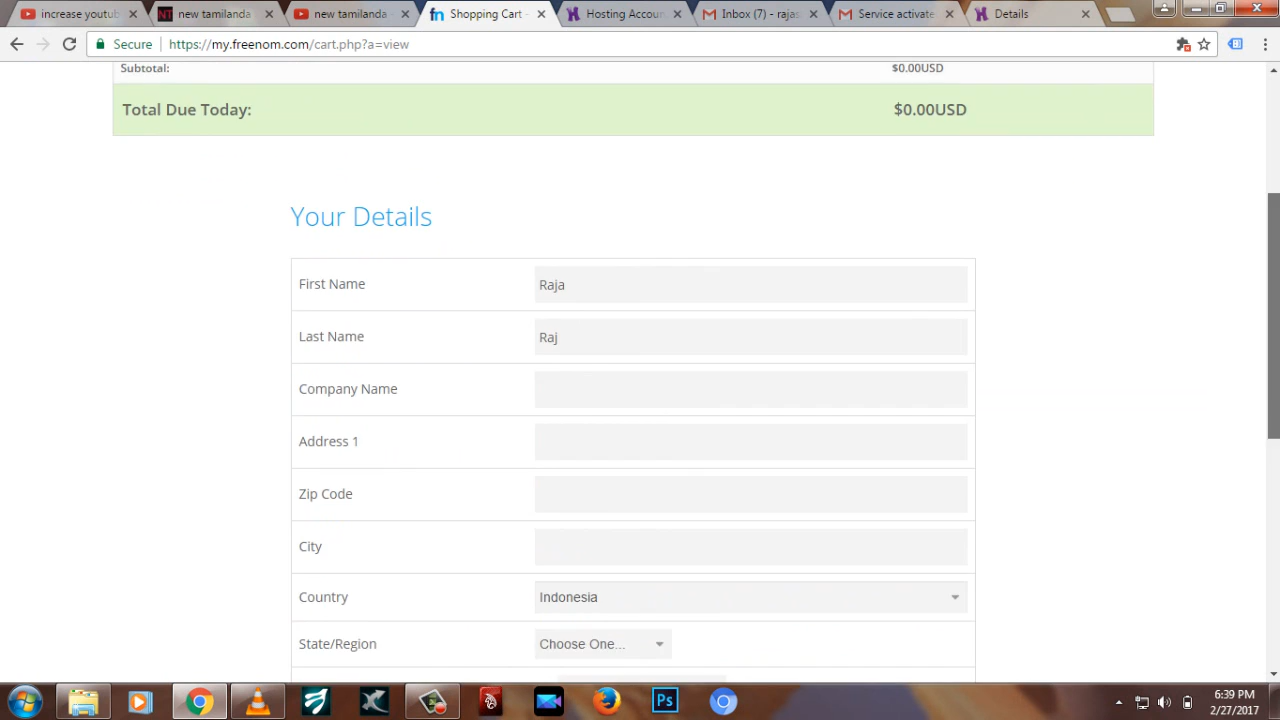 increase youtub
new tamilanda
new tamilanda
Shopping Cart -
Hosting Accoun
Inbox (7) - rajas
Service activate
Details
Secure
https://my.freenom.com/cart.php?a=view
Subtotal:
$0.00USD
Total Due Today:
$0.00USD
Your Details
First Name
Raja
Last Name
Raj
Company Name
Address 1
Zip Code
City
Country
Indonesia
State/Region
Choose One...
6:39 PM
2/27/2017